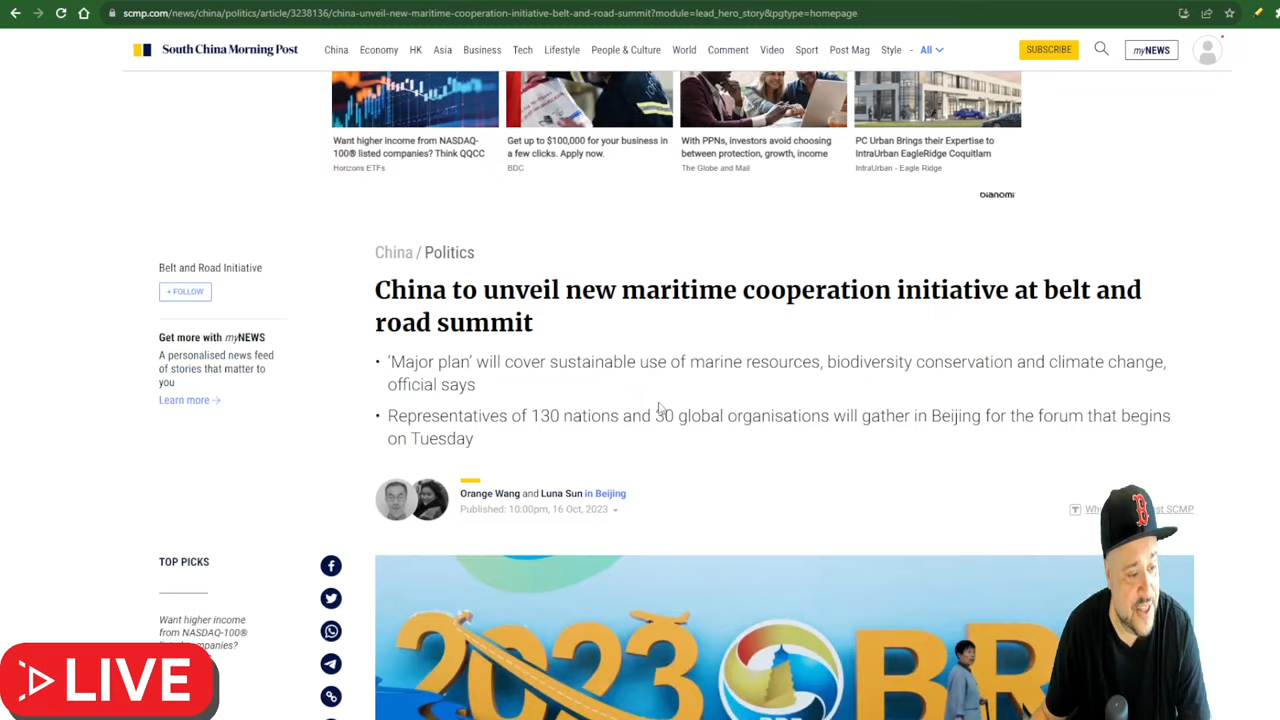 scmp.com/news/china/politics/article/3238136/china-unveil-new-maritime-cooperation-initiative-belt-and-road-summit?module=lead_hero_story&pgtype=homepage
South China Morning Post
China Economy HK Asia Business Tech Lifestyle People & Culture World Comment Video Sport Post Mag Style - All
SUBSCRIBE
myNEWS
Want higher income from NASDAQ-
100® listed companies? Think QQCC
Horizons ETFs
Get up to $100,000 for your business in
a few clicks. Apply now.
BDC
With PPNs, investors avoid choosing
between protection, growth, income
The Globe and Mail
PC Urban Brings their Expertise to
IntraUrban EagleRidge Coquitlam
IntraUrban - Eagle Ridge
DIANOMI
China / Politics
Belt and Road Initiative
+ FOLLOW
Get more with myNEWS
A personalised news feed
of stories that matter to
you
Learn more
China to unveil new maritime cooperation initiative at belt and
road summit
• ‘Major plan’ will cover sustainable use of marine resources, biodiversity conservation and climate change,
official says
• Representatives of 130 nations and 30 global organisations will gather in Beijing for the forum that begins
on Tuesday
Orange Wang and Luna Sun in Beijing
Published: 10:00pm, 16 Oct, 2023
SCMP
TOP PICKS
Want higher income
from NASDAQ-100®
LIVE
2023 BR
B